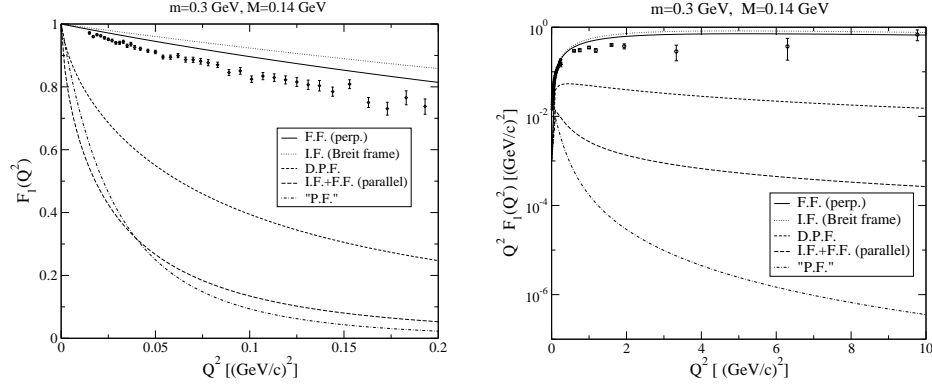 m=0.3 GeV, M=0.14 GeV
F₁(Q²)
1
0.8
0.6
0.4
0.2
0
F.F. (perp.)
I.F. (Breit frame)
D.P.F.
I.F.+F.F. (parallel)
"P.F."
0 0.05 0.1 0.15 0.2
Q² [(GeV/c)²]
m=0.3 GeV, M=0.14 GeV
Q² F₁(Q²) [(GeV/c)²]
10⁰
10⁻²
10⁻⁴
10⁻⁶
F.F. (perp.)
I.F. (Breit frame)
D.P.F.
I.F.+F.F. (parallel)
"P.F."
0 2 4 6 8 10
Q² [(GeV/c)²]